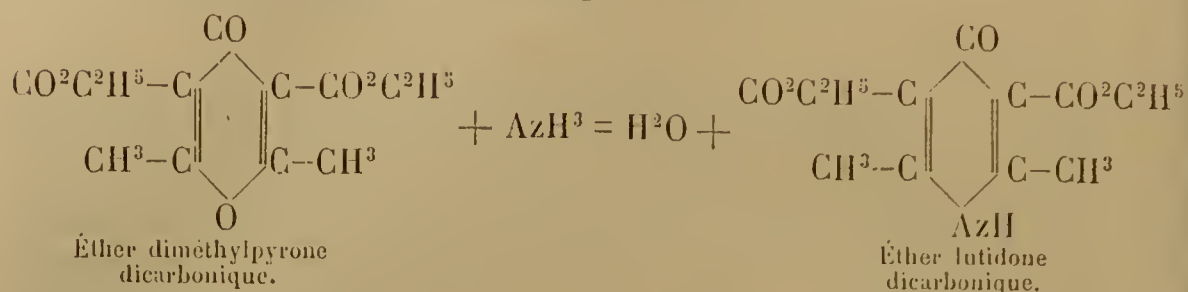 CO CO
CO²C²H⁵–C C–CO²C²H⁵ CO²C²H⁵–C C–CO²C²H⁵
+ AzH³ = H²O +
CH³–C C–CH³ CH³–C C–CH³
O AzH
Éther diméthylpyrone Éther lutidone
dicarbonique. dicarbonique.